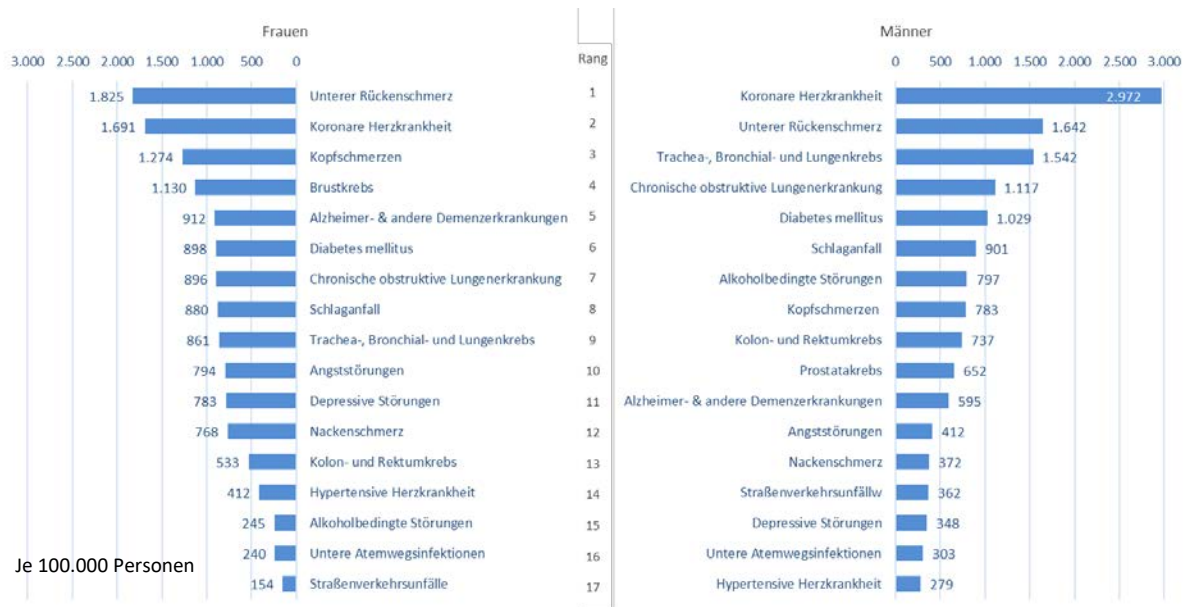 Frauen
Männer
3.000 2.500 2.000 1.500 1.000 500 0
Rang
0 500 1.000 1.500 2.000 2.500 3.000
1.825 Unterer Rückenschmerz 1 Koronare Herzkrankheit 2.972
1.691 Koronare Herzkrankheit 2 Unterer Rückenschmerz 1.642
1.274 Kopfschmerzen 3 Trachea-, Bronchial- und Lungenkrebs 1.542
1.130 Brustkrebs 4 Chronische obstruktive Lungenerkrankung 1.117
912 Alzheimer- & andere Demenzerkrankungen 5 Diabetes mellitus 1.029
898 Diabetes mellitus 6 Schlaganfall 901
896 Chronische obstruktive Lungenerkrankung 7 Alkoholbedingte Störungen 797
880 Schlaganfall 8 Kopfschmerzen 783
861 Trachea-, Bronchial- und Lungenkrebs 9 Kolon- und Rektumkrebs 737
794 Angststörungen 10 Prostatakrebs 652
783 Depressive Störungen 11 Alzheimer- & andere Demenzerkrankungen 595
768 Nackenschmerz 12 Angststörungen 412
533 Kolon- und Rektumkrebs 13 Nackenschmerz 372
412 Hypertensive Herzkrankheit 14 Straßenverkehrsunfällw 362
245 Alkoholbedingte Störungen 15 Depressive Störungen 348
240 Untere Atemwegsinfektionen 16 Untere Atemwegsinfektionen 303
Je 100.000 Personen
154 Straßenverkehrsunfälle 17 Hypertensive Herzkrankheit 279